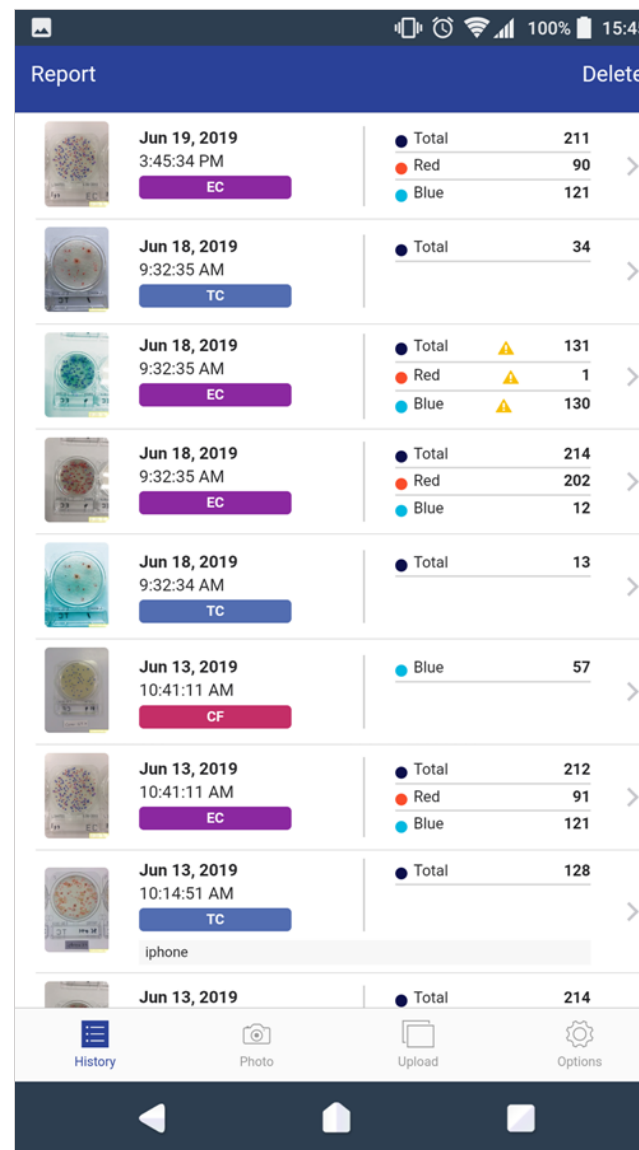 100% 15:4
Report Delete
Jun 19, 2019
3:45:34 PM
EC
Total 211
Red 90
Blue 121
Jun 18, 2019
9:32:35 AM
TC
Total 34
Jun 18, 2019
9:32:35 AM
EC
Total 131
Red 1
Blue 130
Jun 18, 2019
9:32:35 AM
EC
Total 214
Red 202
Blue 12
Jun 18, 2019
9:32:34 AM
TC
Total 13
Jun 13, 2019
10:41:11 AM
CF
Blue 57
Jun 13, 2019
10:41:11 AM
EC
Total 212
Red 91
Blue 121
Jun 13, 2019
10:14:51 AM
TC
Total 128
iphone
Jun 13, 2019
Total 214
History Photo Upload Options